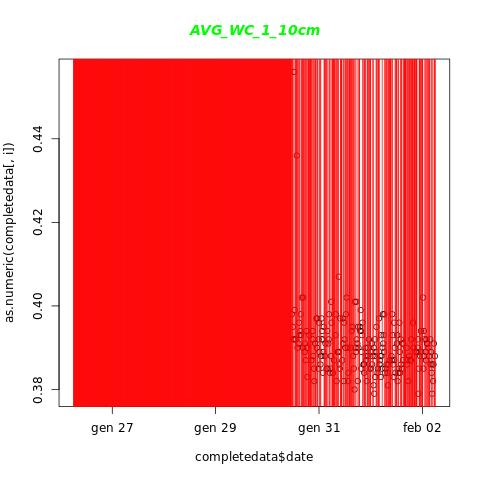 AVG_WC_1_10cm
as.numeric(completedata[, i])
0.44
0.42
0.40
0.38
gen 27
gen 29
gen 31
feb 02
completedata$date